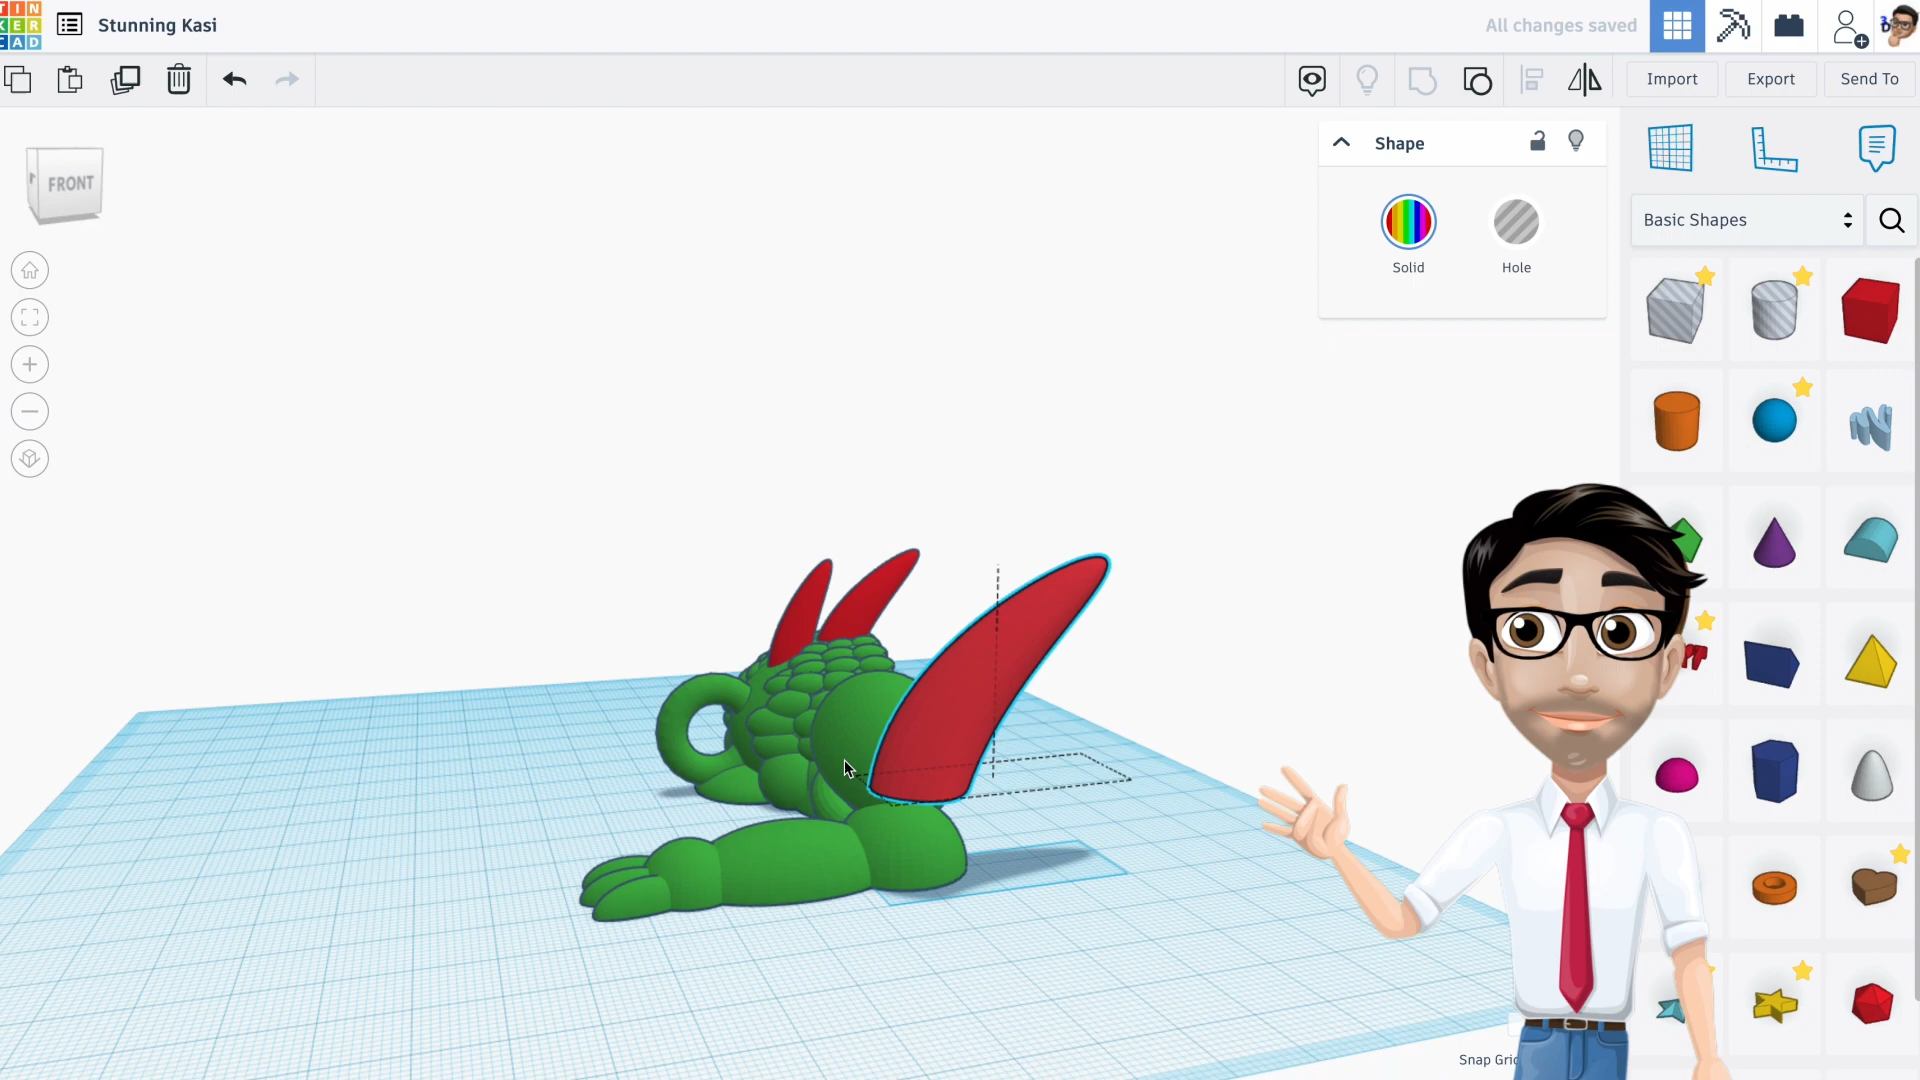 TIN
KER
CAD
Stunning Kasi
All changes saved
Import
Export
Send To
FRONT
Shape
Solid
Hole
Basic Shapes
Snap Grid